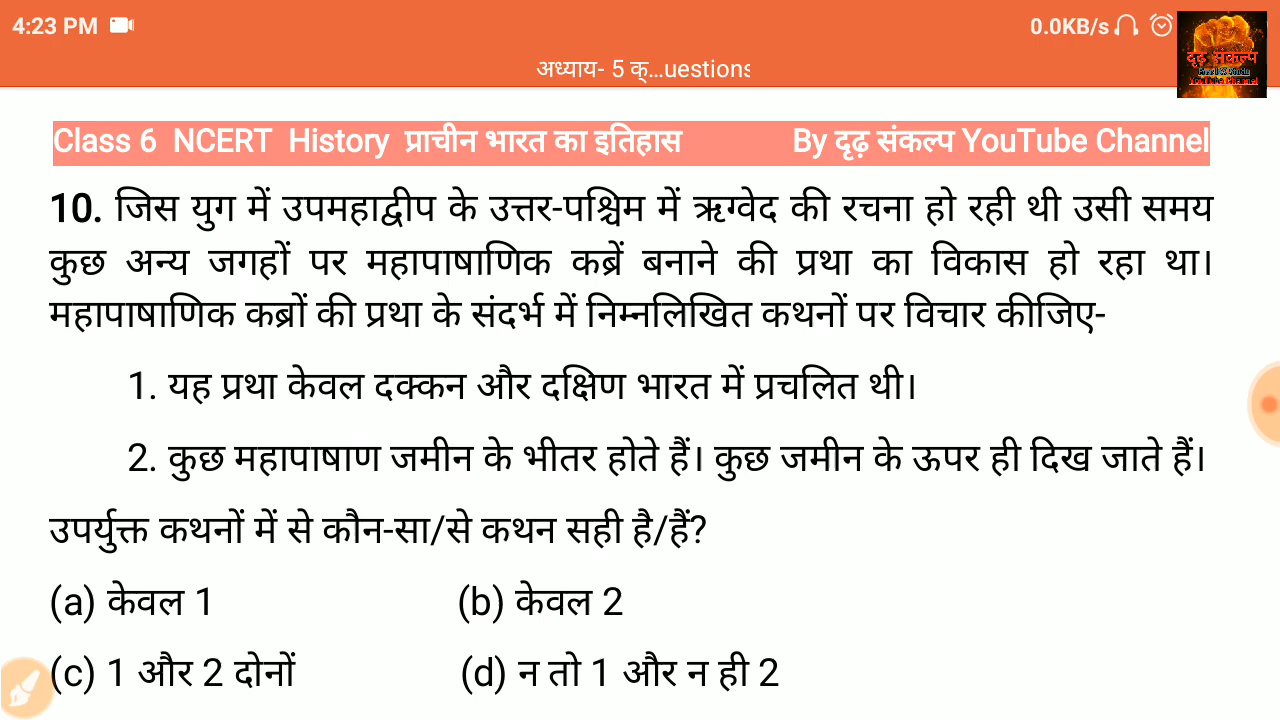 4:23 PM
0.0KB/s
अध्याय- 5 क्...uestions
दृढ़ संकल्प
Class 6 NCERT History प्राचीन भारत का इतिहास By दृढ़ संकल्प YouTube Channel
10. जिस युग में उपमहाद्वीप के उत्तर-पश्चिम में ऋग्वेद की रचना हो रही थी उसी समय
कुछ अन्य जगहों पर महापाषाणिक कब्रें बनाने की प्रथा का विकास हो रहा था।
महापाषाणिक कब्रों की प्रथा के संदर्भ में निम्नलिखित कथनों पर विचार कीजिए-
1. यह प्रथा केवल दक्कन और दक्षिण भारत में प्रचलित थी।
2. कुछ महापाषाण जमीन के भीतर होते हैं। कुछ जमीन के ऊपर ही दिख जाते हैं।
उपर्युक्त कथनों में से कौन-सा/से कथन सही है/हैं?
(a) केवल 1 (b) केवल 2
(c) 1 और 2 दोनों (d) न तो 1 और न ही 2